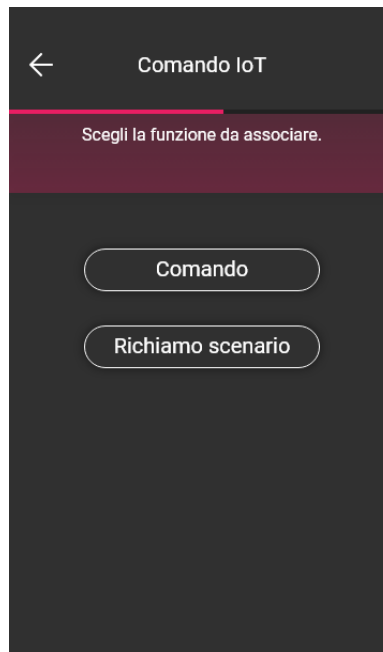 Comando IoT
Scegli la funzione da associare.
Comando
Richiamo scenario